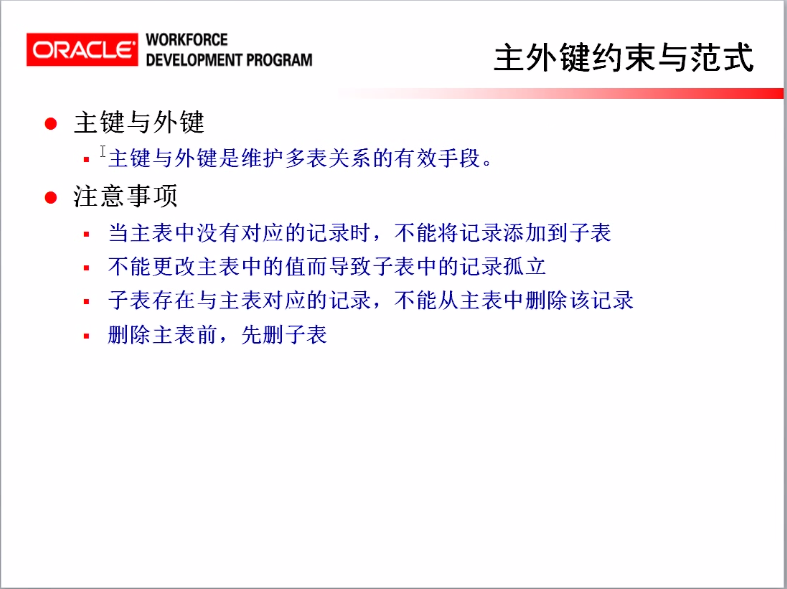 ORACLE
WORKFORCE
DEVELOPMENT PROGRAM
主外键约束与范式
主键与外键
主键与外键是维护多表关系的有效手段。
注意事项
当主表中没有对应的记录时，不能将记录添加到子表
不能更改主表中的值而导致子表中的记录孤立
子表存在与主表对应的记录，不能从主表中删除该记录
删除主表前，先删子表